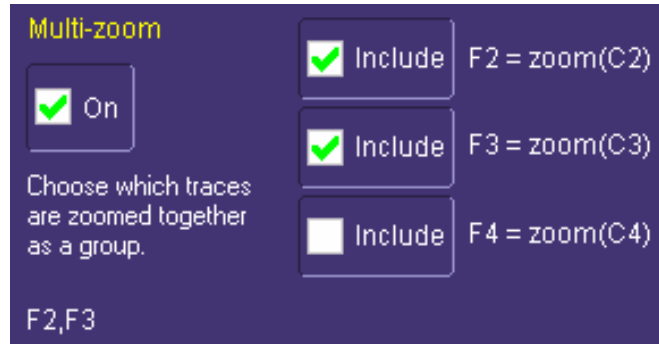 Multi-zoom
On
Choose which traces
are zoomed together
as a group.
F2,F3
Include F2 = zoom(C2)
Include F3 = zoom(C3)
Include F4 = zoom(C4)